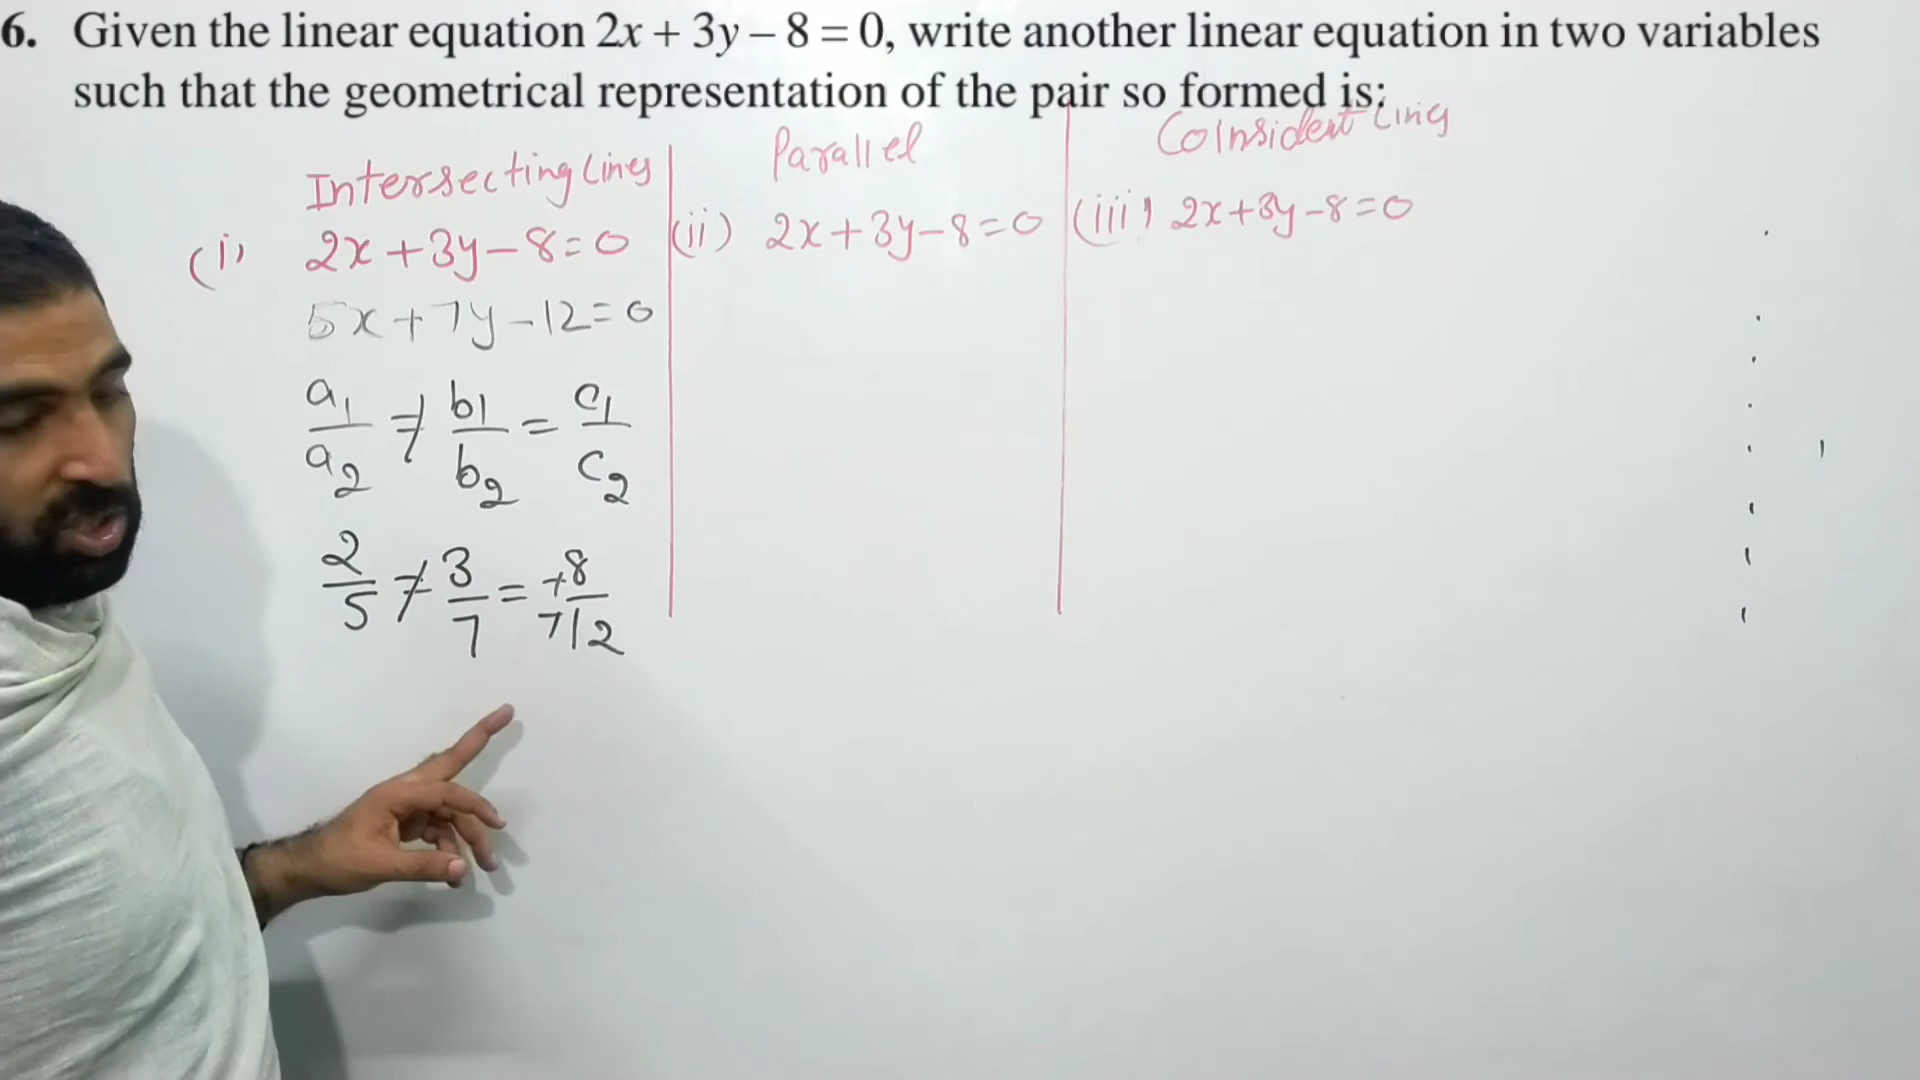 6. Given the linear equation 2x + 3y – 8 = 0, write another linear equation in two variables
such that the geometrical representation of the pair so formed is:
Intersecting Lines
(i) 2x + 3y – 8 = 0
5x + 7y – 12 = 0
a1/a2 ≠ b1/b2 = c1/c2
2/5 ≠ 3/7 = +8/+12
Parallel
(ii) 2x + 3y – 8 = 0
Coinsident Lines
(iii) 2x + 3y – 8 = 0